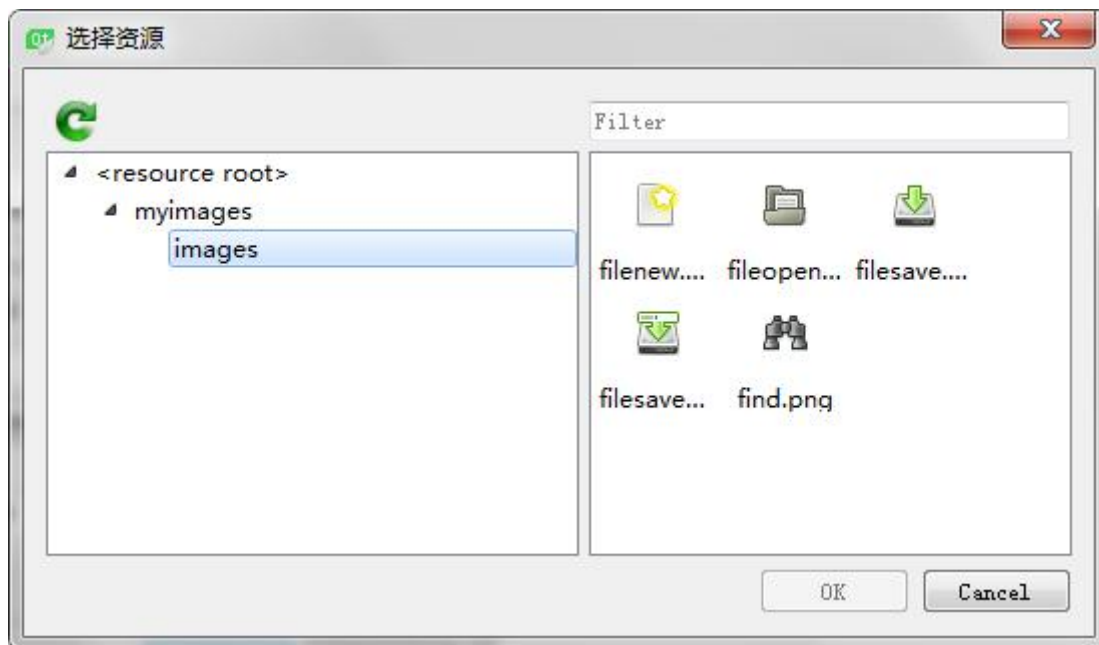 选择资源
Filter
<resource root>
myimages
images
filenew.... fileopen... filesave....
filesave... find.png
OK Cancel